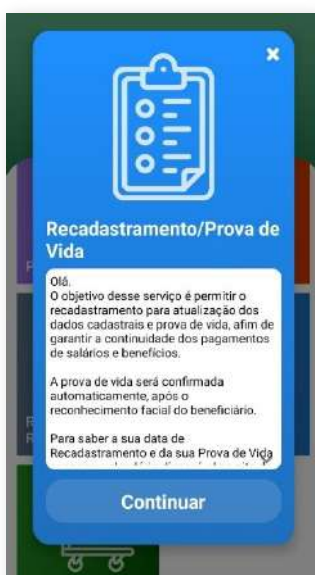 Recadastramento/Prova de
Vida
Olá.
O objetivo desse serviço é permitir o
recadastramento para atualização dos
dados cadastrais e prova de vida, afim de
garantir a continuidade dos pagamentos
de salários e benefícios.
A prova de vida será confirmada
automaticamente, após o
reconhecimento facial do beneficiário.
Para saber a sua data de
Recadastramento e da sua Prova de Vida
Continuar